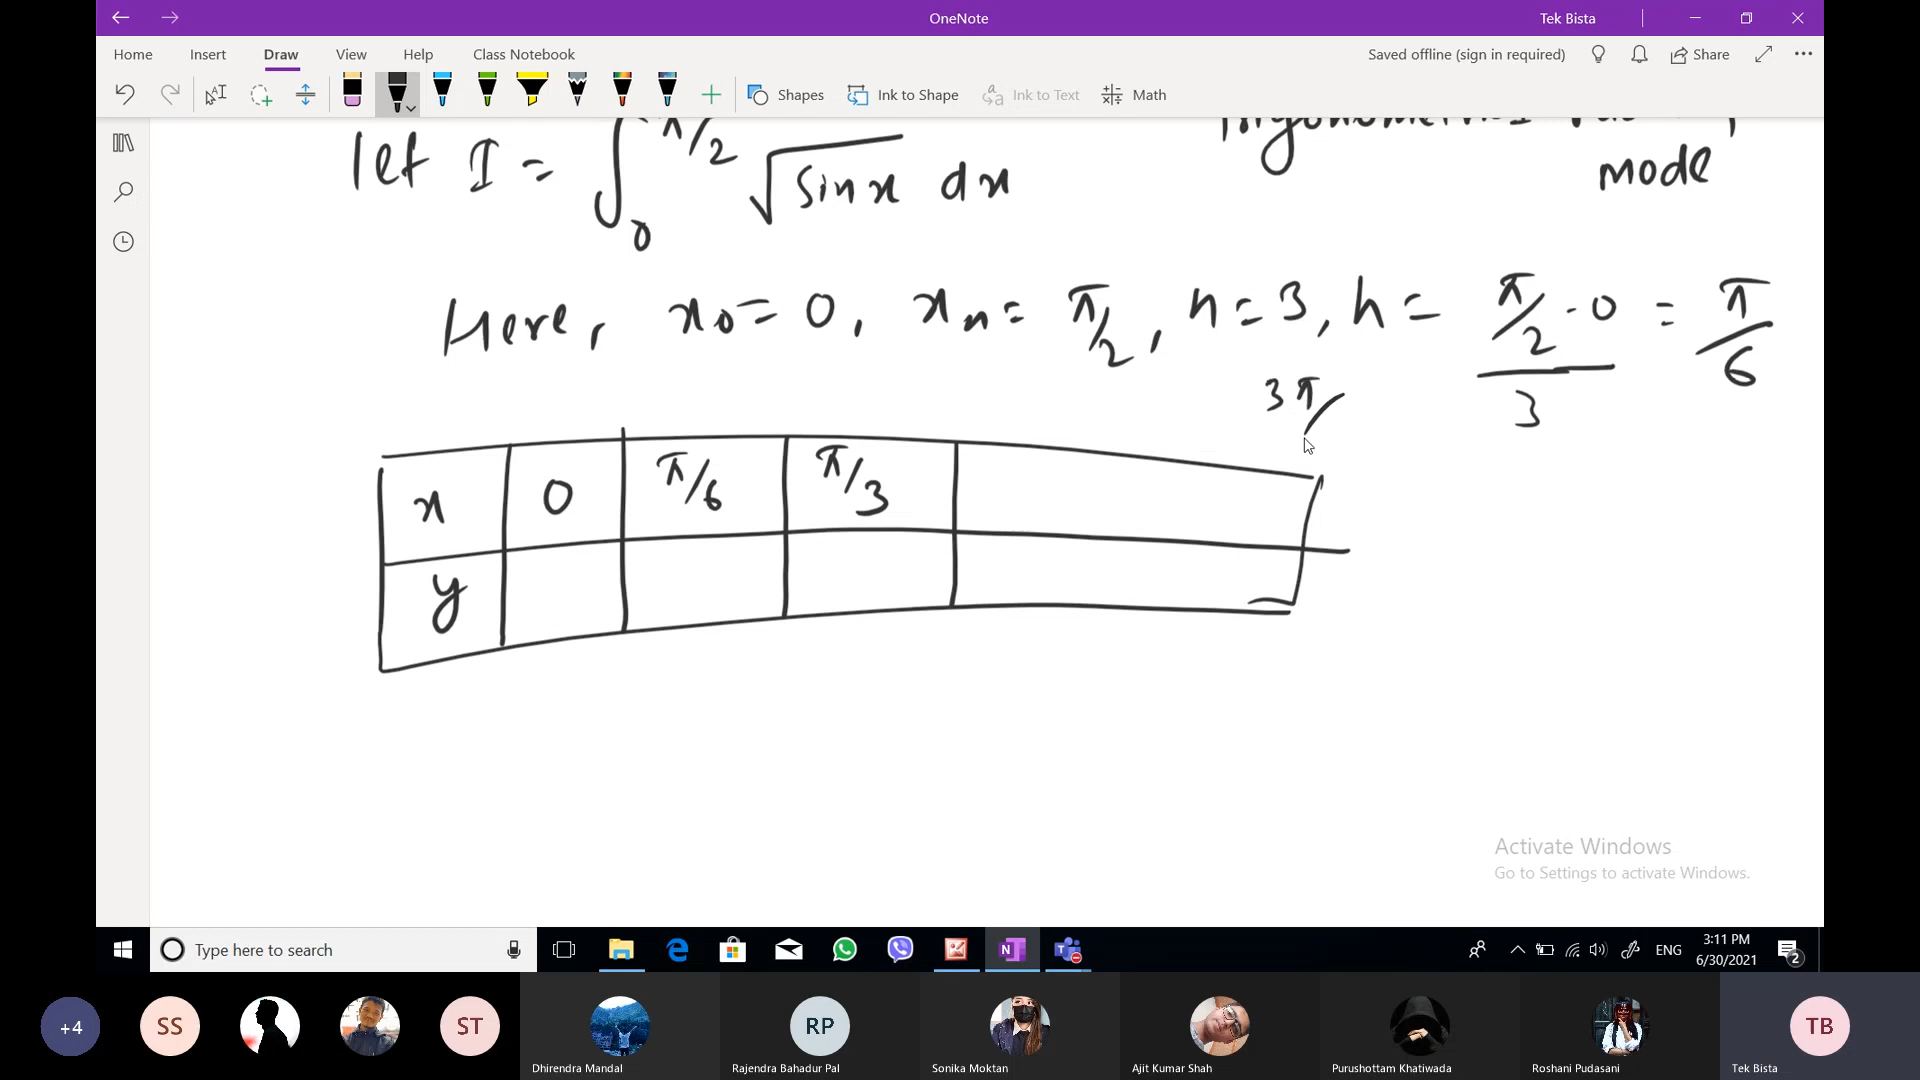 OneNote
Tek Bista
Home Insert Draw View Help Class Notebook
Saved offline (sign in required) Share
Shapes Ink to Shape Ink to Text Math
let I = ∫₀^π/2 √sinx dx
mode
Here, x₀ = 0, xₙ = π/2, n = 3, h = (π/2 - 0)/3 = π/6
3π/
x 0 π/6 π/3
y
Activate Windows
Go to Settings to activate Windows.
Type here to search
ENG
3:11 PM
6/30/2021
2
+4 SS ST RP TB
Dhirendra Mandal Rajendra Bahadur Pal Sonika Moktan Ajit Kumar Shah Purushottam Khatiwada Roshani Pudasani Tek Bista